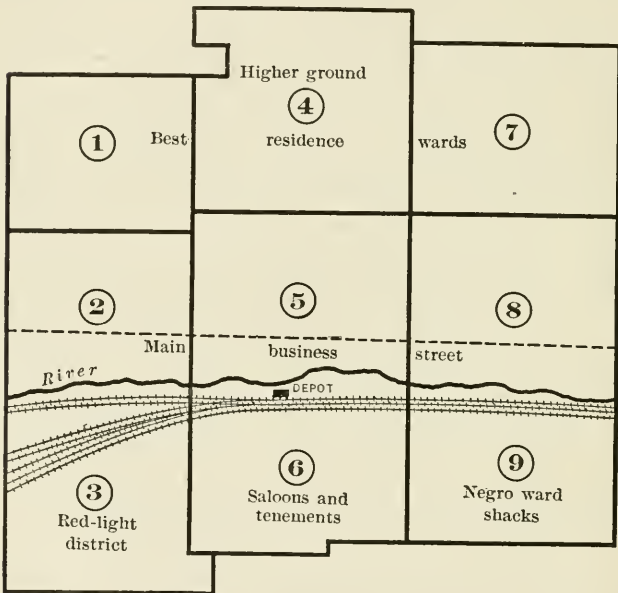 Higher ground
4
1
7
Best residence wards
2
5
8
Main business street
River
DEPOT
3
Red-light
district
6
Saloons and
tenements
9
Negro ward
shacks